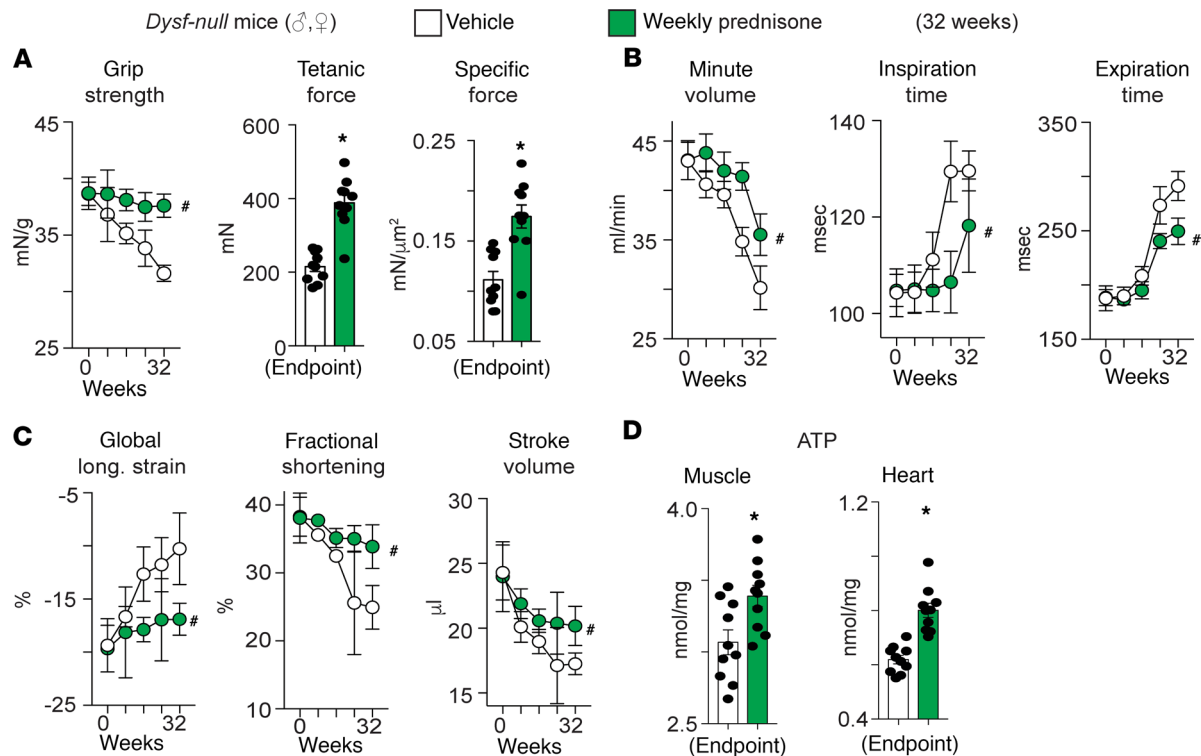 Dysf-null mice (♂,♀) Vehicle Weekly prednisone (32 weeks)
A
Grip
strength
45
35
25
mN/g
#
0 32
Weeks
Tetanic
force
600
400
200
0
mN
*
(Endpoint)
Specific
force
0.25
0.15
0.05
mN/μm²
*
(Endpoint)
B
Minute
volume
45
35
25
ml/min
#
0 32
Weeks
Inspiration
time
140
120
100
msec
#
0 32
Weeks
Expiration
time
350
250
150
msec
#
0 32
Weeks
C
Global
long. strain
-5
-15
-25
%
#
0 32
Weeks
Fractional
shortening
40
30
20
10
%
#
0 32
Weeks
Stroke
volume
30
25
20
15
μl
#
0 32
Weeks
D
ATP
Muscle
4.0
2.5
nmol/mg
*
(Endpoint)
Heart
1.2
0.4
nmol/mg
*
(Endpoint)